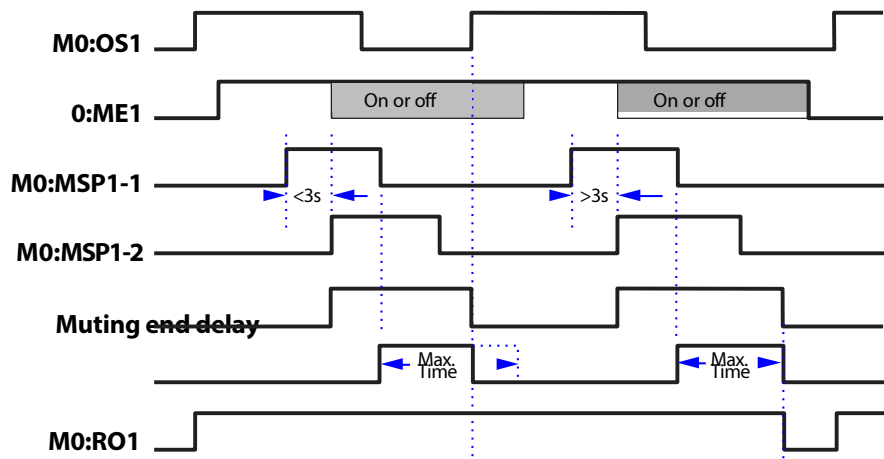 M0:OS1
0:ME1
On or off
On or off
M0:MSP1-1
<3s
>3s
M0:MSP1-2
Muting end delay
Max.
Time
Max.
Time
M0:RO1